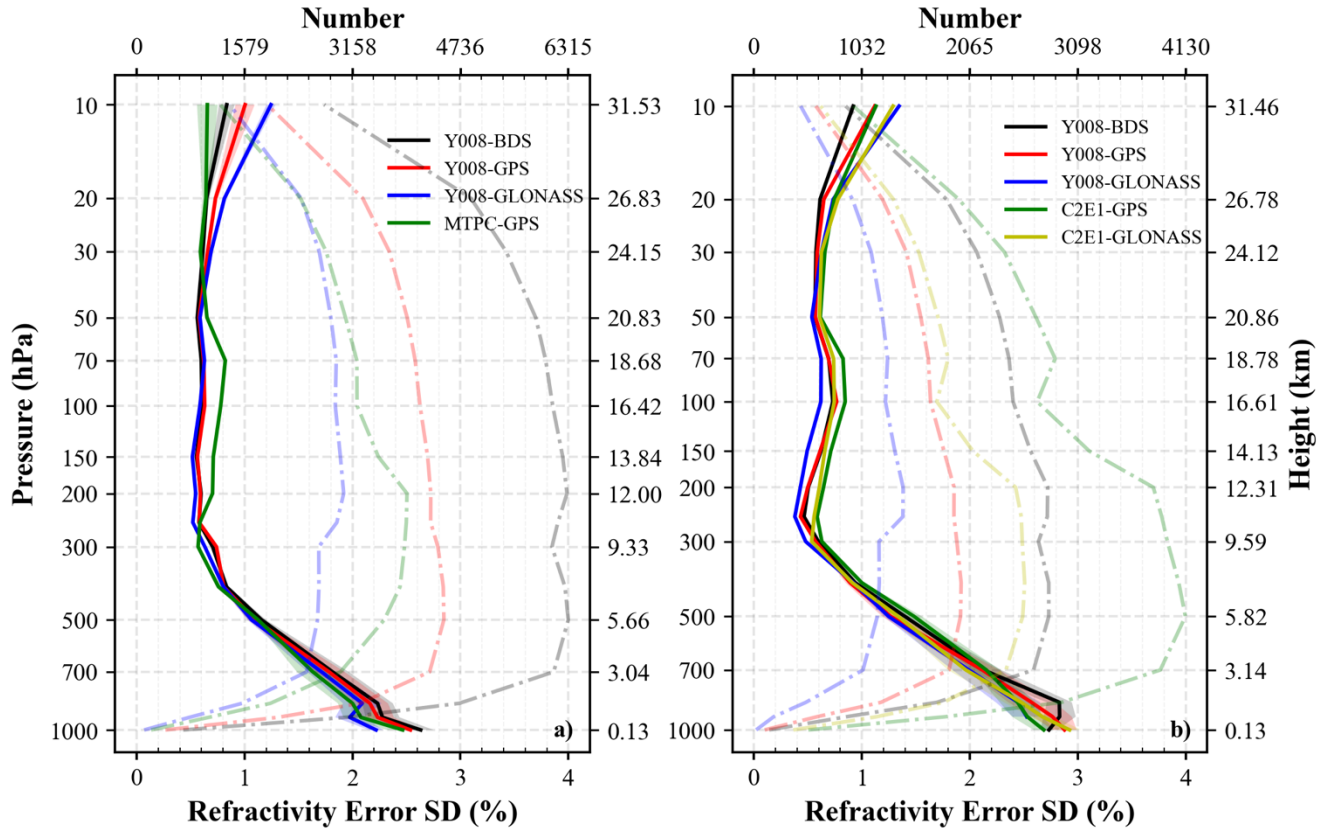 Number
0 1579 3158 4736 6315
10 31.53
Y008-BDS
Y008-GPS
Y008-GLONASS
MTPC-GPS
20 26.83
30 24.15
50 20.83
70 18.68
100 16.42
150 13.84
200 12.00
300 9.33
500 5.66
700 3.04
1000 0.13
a)
Pressure (hPa)
0 1 2 3 4
Refractivity Error SD (%)
Number
0 1032 2065 3098 4130
10 31.46
Y008-BDS
Y008-GPS
Y008-GLONASS
C2E1-GPS
C2E1-GLONASS
20 26.78
30 24.12
50 20.86
70 18.78
100 16.61
150 14.13
200 12.31
300 9.59
500 5.82
700 3.14
1000 0.13
b)
Height (km)
0 1 2 3 4
Refractivity Error SD (%)